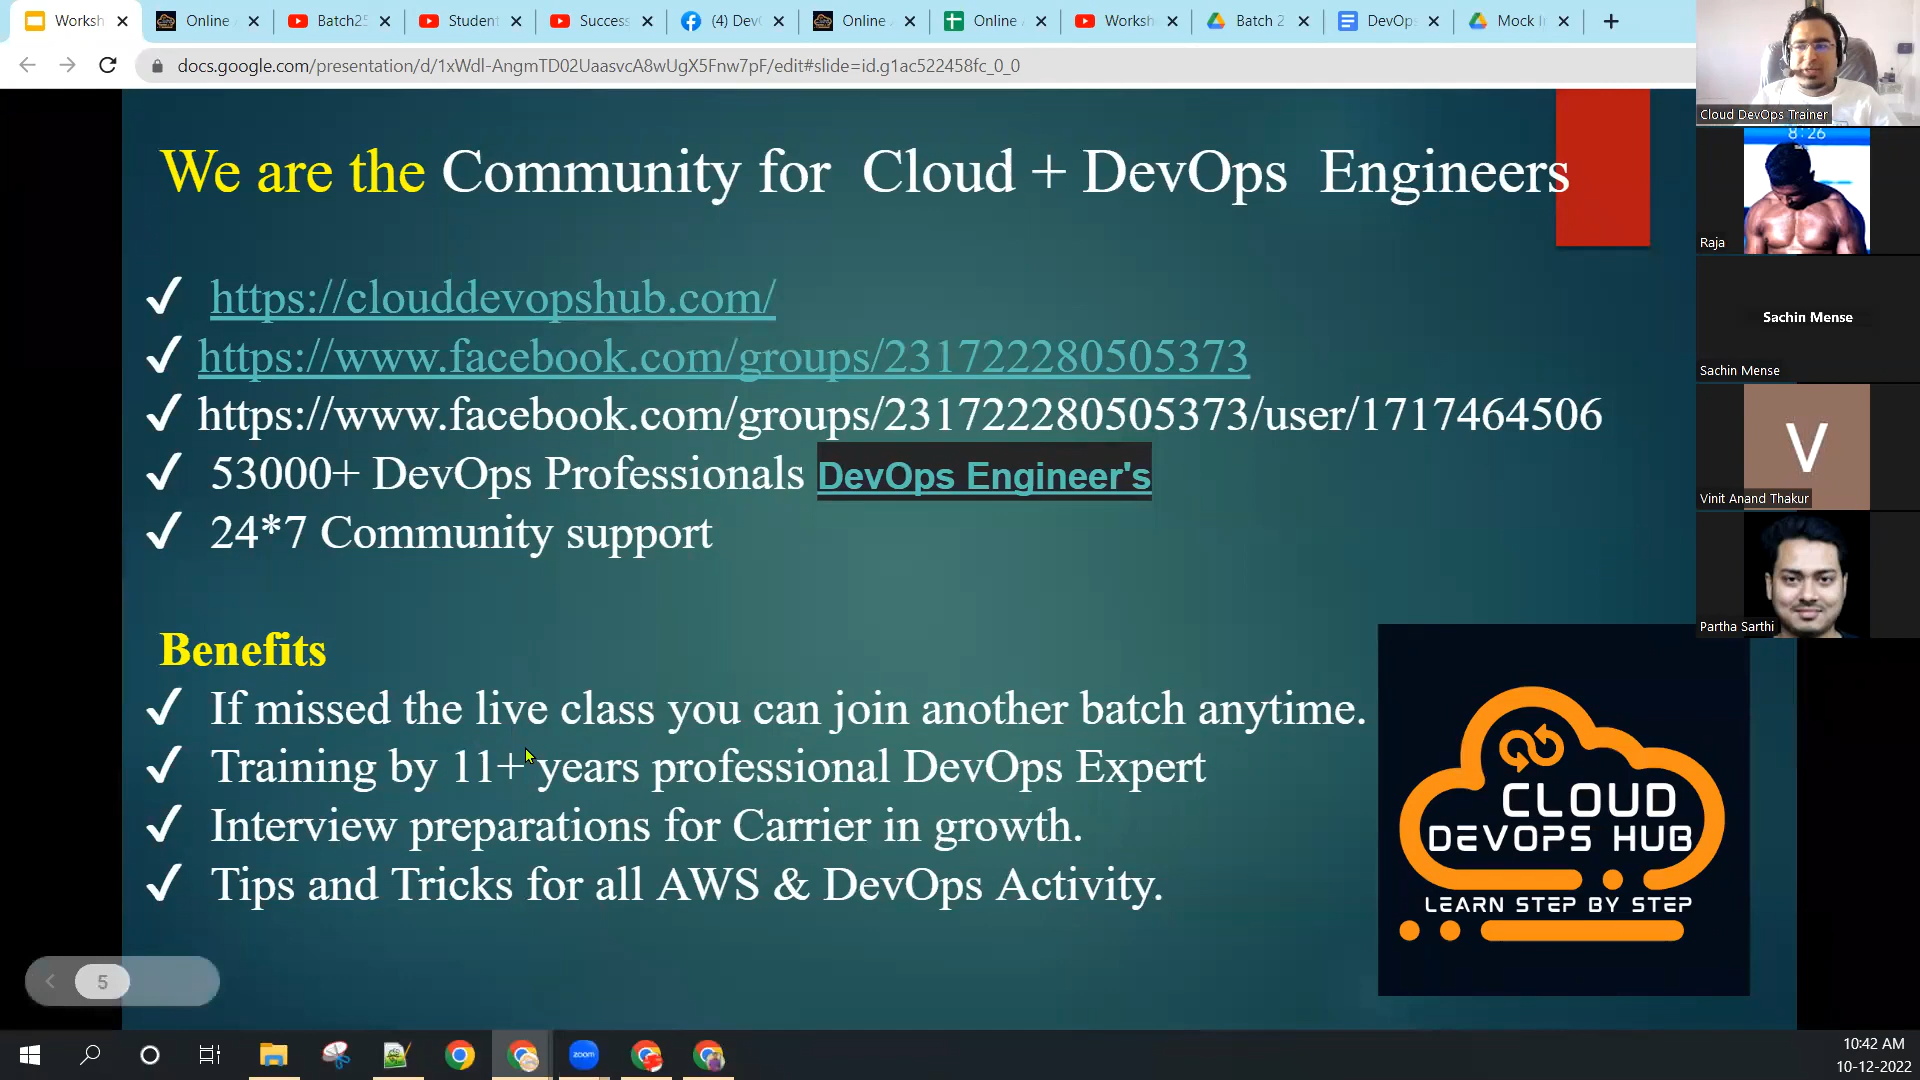 Worksh
Online
Batch25
Student
Success
(4) Dev
Online
Online
Worksh
Batch 2
DevOps
Mock I
docs.google.com/presentation/d/1xWdl-AngmTD02UaasvcA8wUgX5Fnw7pF/edit#slide=id.g1ac522458fc_0_0
We are the Community for Cloud + DevOps Engineers
✓ https://clouddevopshub.com/
✓ https://www.facebook.com/groups/231722280505373
✓ https://www.facebook.com/groups/231722280505373/user/1717464506
✓ 53000+ DevOps Professionals DevOps Engineer's
✓ 24*7 Community support
Benefits
✓ If missed the live class you can join another batch anytime.
✓ Training by 11+ years professional DevOps Expert
✓ Interview preparations for Carrier in growth.
✓ Tips and Tricks for all AWS & DevOps Activity.
CLOUD
DEVOPS HUB
LEARN STEP BY STEP
5
Cloud DevOps Trainer
8:26
Raja
Sachin Mense
Sachin Mense
V
Vinit Anand Thakur
Partha Sarthi
zoom
10:42 AM
10-12-2022